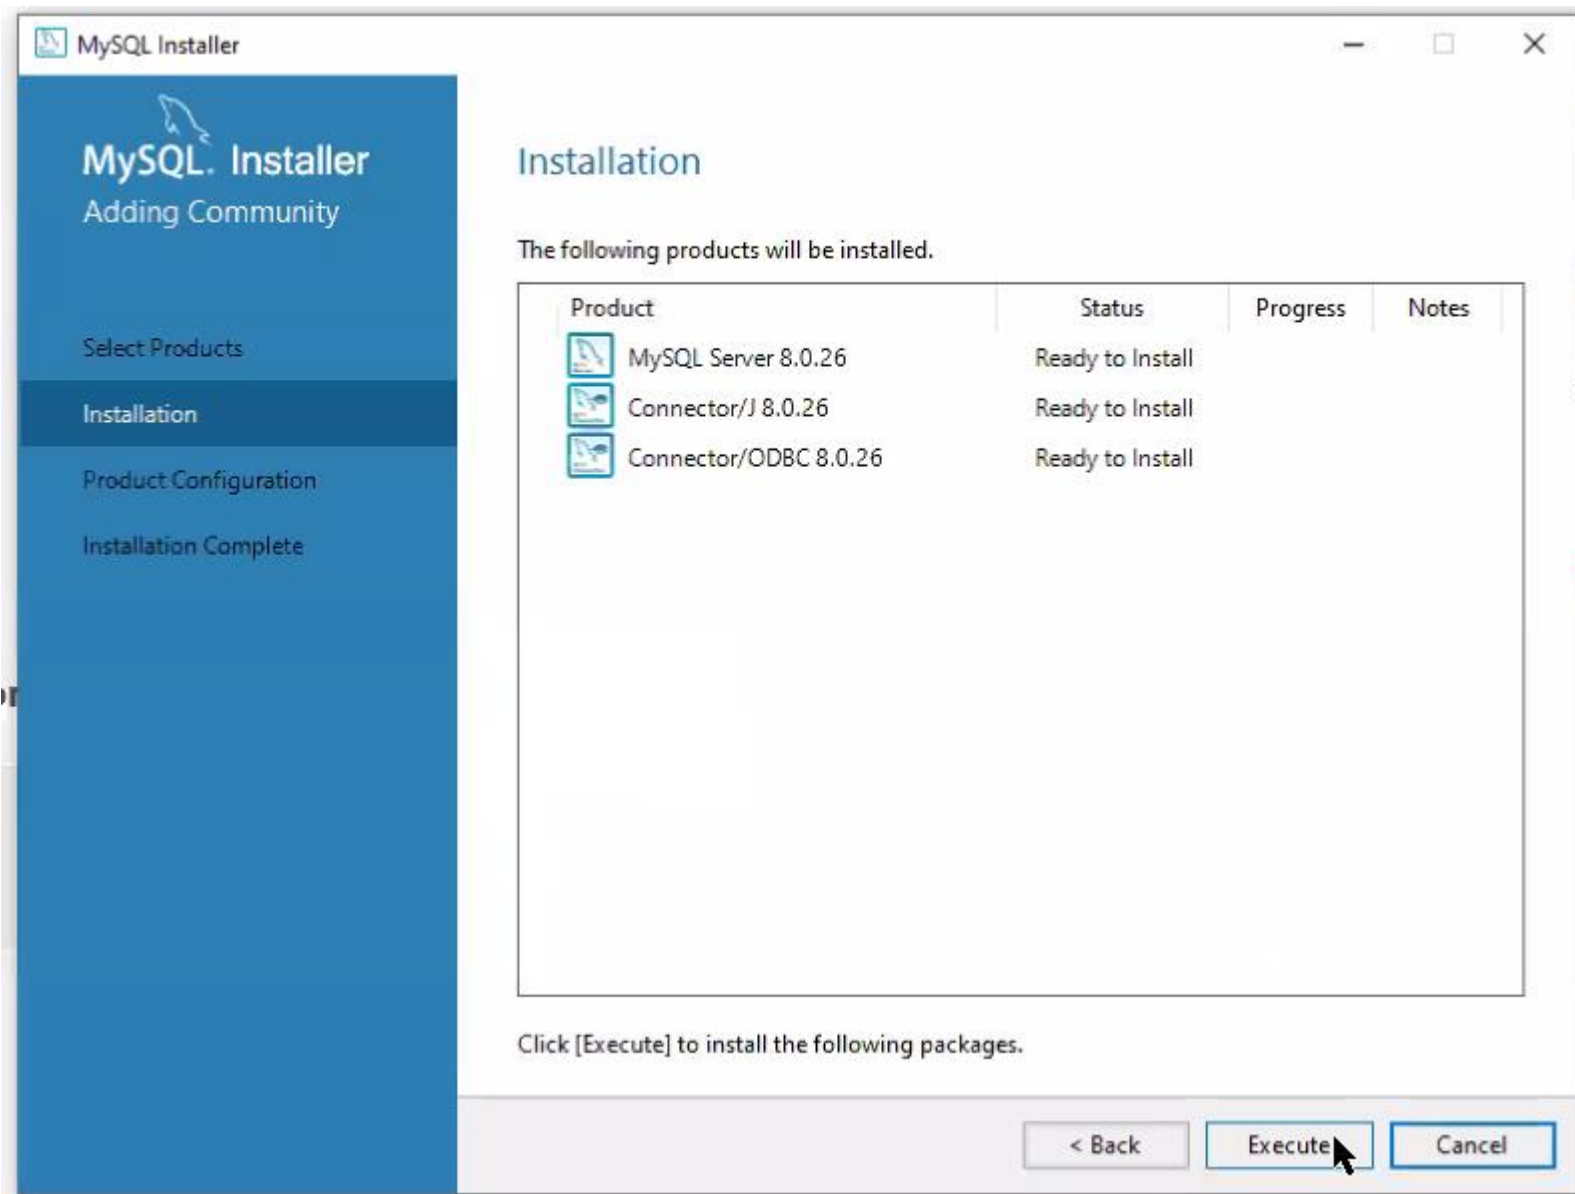 MySQL Installer
MySQL. Installer
Adding Community
Select Products
Installation
Product Configuration
Installation Complete
Installation
The following products will be installed.
Product Status Progress Notes
MySQL Server 8.0.26 Ready to Install
Connector/J 8.0.26 Ready to Install
Connector/ODBC 8.0.26 Ready to Install
Click [Execute] to install the following packages.
< Back Execute Cancel